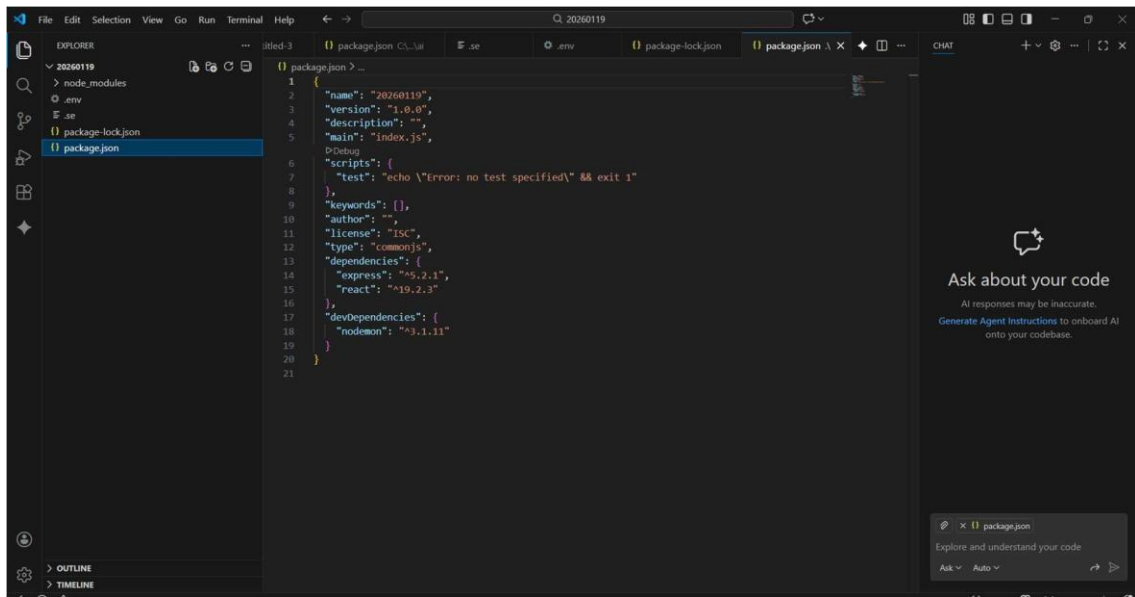 File Edit Selection View Go Run Terminal Help
20260119
EXPLORER
20260119
node_modules
.env
.se
package-lock.json
package.json
OUTLINE
TIMELINE
package.json C:\...\ai
.se
.env
package-lock.json
package.json
package.json > ...
1 {
2 "name": "20260119",
3 "version": "1.0.0",
4 "description": "",
5 "main": "index.js",
Debug
6 "scripts": {
7 "test": "echo \"Error: no test specified\" && exit 1"
8 },
9 "keywords": [],
10 "author": "",
11 "license": "ISC",
12 "type": "commonjs",
13 "dependencies": {
14 "express": "^5.2.1",
15 "react": "^19.2.3"
16 },
17 "devDependencies": {
18 "nodemon": "^3.1.11"
19 }
20 }
21
CHAT
Ask about your code
AI responses may be inaccurate.
Generate Agent Instructions to onboard AI
onto your codebase.
package.json
Explore and understand your code
Ask Auto